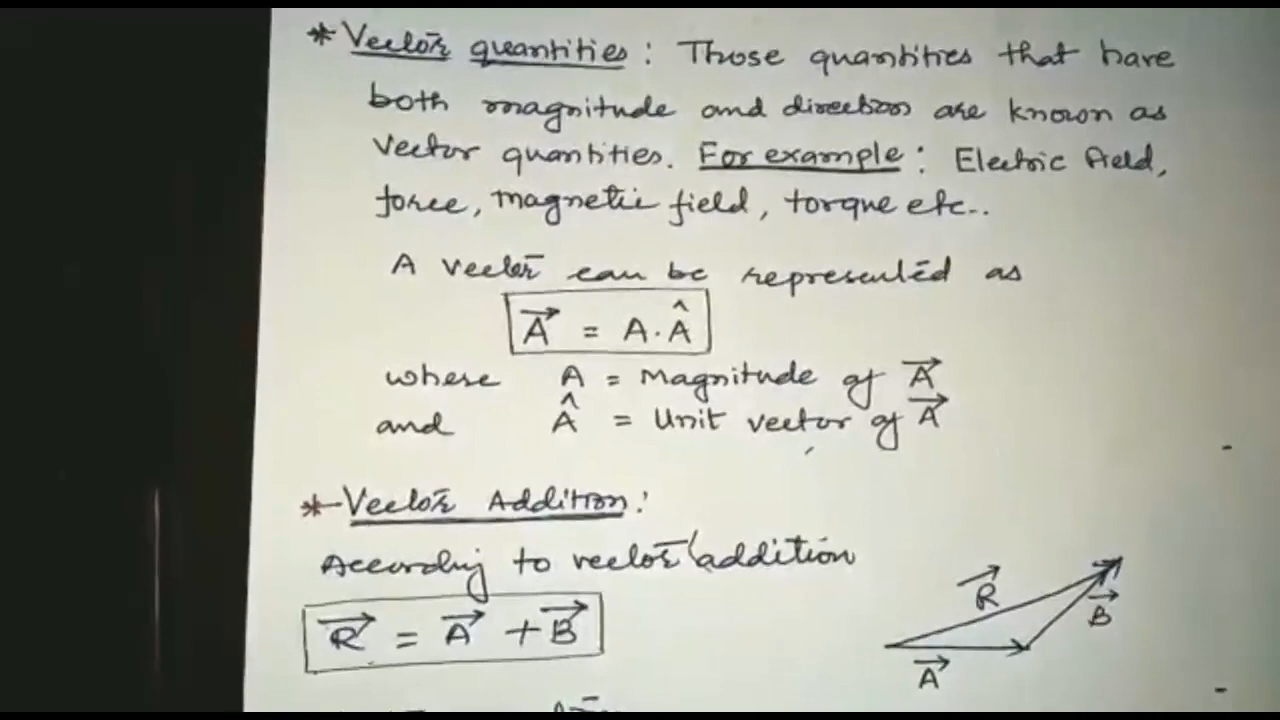 * Vector quantities : Those quantities that have
both magnitude and direction are known as
vector quantities. For example : Electric field,
force, magnetic field, torque etc..
A vector can be represented as
A⃗ = A.Â
where A = Magnitude of A⃗
and Â = Unit vector of A⃗
* Vector Addition :
According to vector addition
R⃗ = A⃗ + B⃗
R⃗
B⃗
A⃗